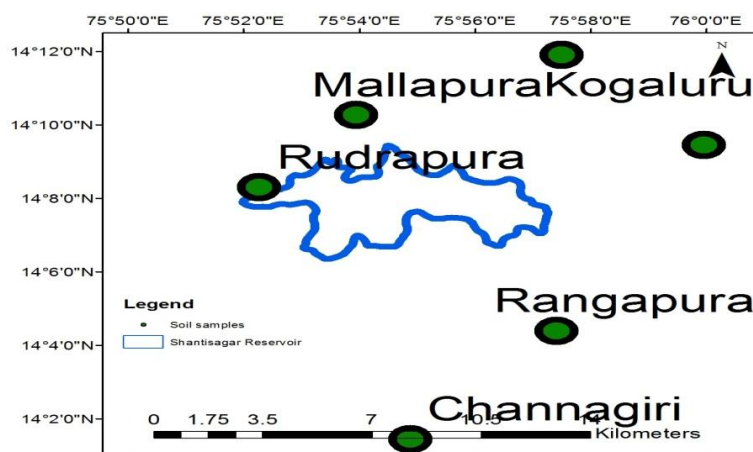 75°50'0"E 75°52'0"E 75°54'0"E 75°56'0"E 75°58'0"E 76°0'0"E
14°12'0"N
N
MallapuraKogaluru
14°10'0"N
Rudrapura
14°8'0"N
14°6'0"N
Rangapura
Legend
Soil samples
Shantisagar Reservoir
14°4'0"N
Channagiri
14°2'0"N
0 1.75 3.5 7 10.5 14
Kilometers